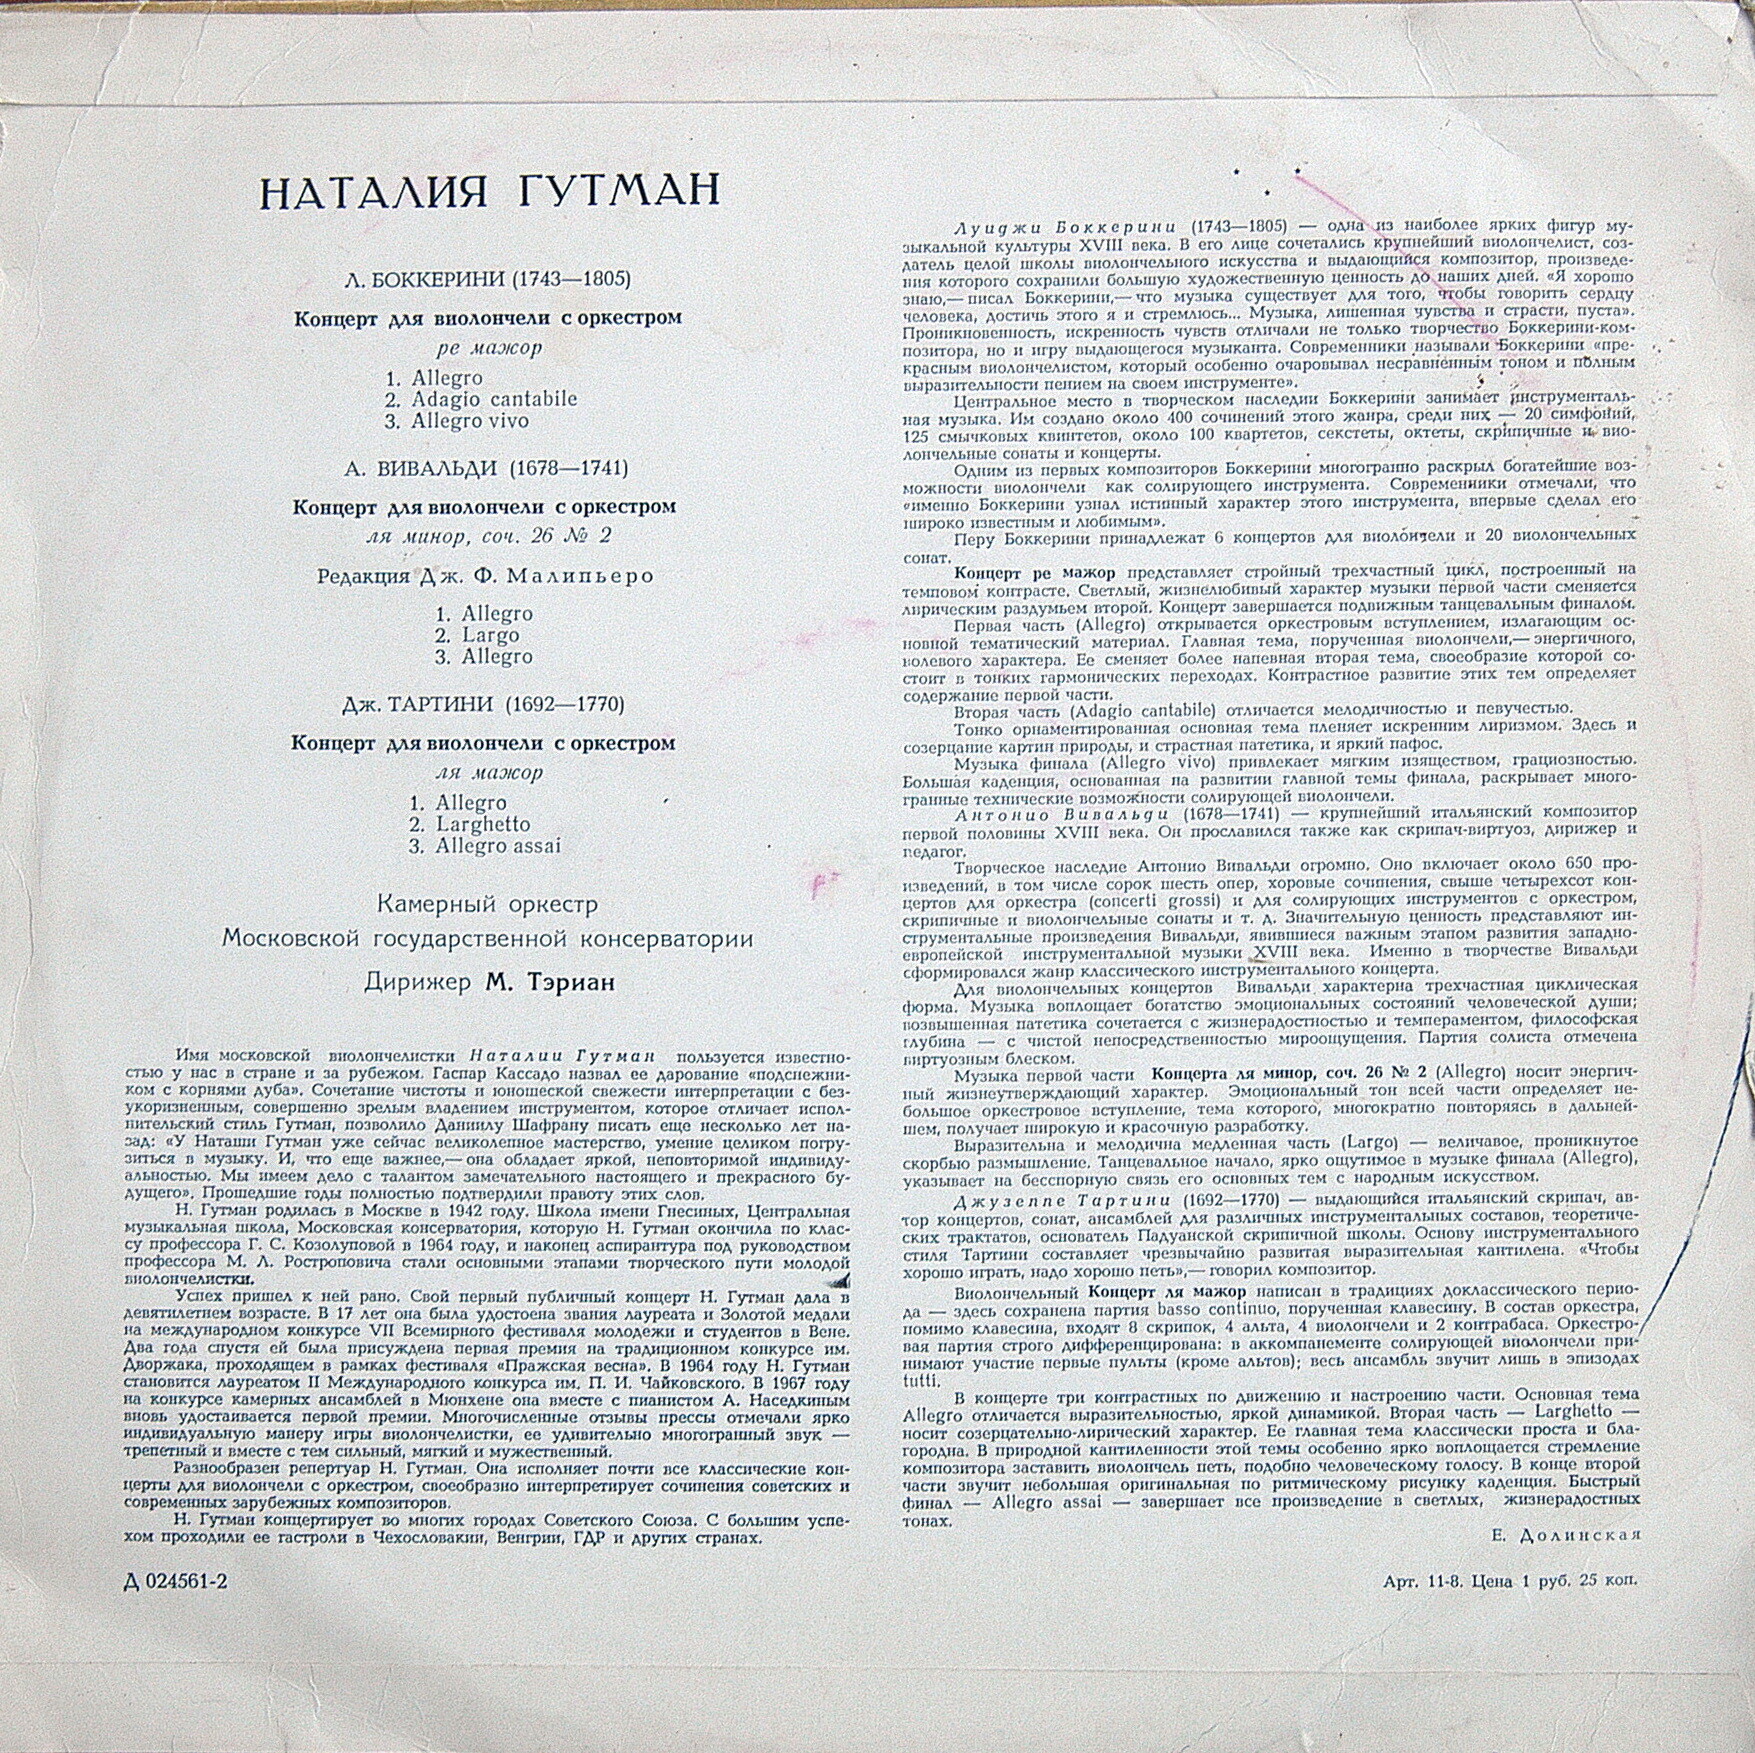 НАТАЛИЯ ГУТМАН
Л. БОККЕРИНИ (1743—1805)
Концерт для виолончели с оркестром
ре мажор
1. Allegro
2. Adagio cantabile
3. Allegro vivo
А. ВИВАЛЬДИ (1678—1741)
Концерт для виолончели с оркестром
ля минор, соч. 26 № 2
Редакция Дж. Ф. Малипьеро
1. Allegro
2. Largo
3. Allegro
Дж. ТАРТИНИ (1692—1770)
Концерт для виолончели с оркестром
ля мажор
1. Allegro
2. Larghetto
3. Allegro assai
Камерный оркестр
Московской государственной консерватории
Дирижер М. Тэриан
Имя московской виолончелистки Наталии Гутман пользуется известно-
стью у нас в стране и за рубежом. Гаспар Кассадо назвал ее дарование «подснежни-
ком с корнями дуба». Сочетание чистоты и юношеской свежести интерпретации с без-
укоризненным, совершенно зрелым владением инструментом, которое отличает испол-
нительский стиль Гутман, позволило Даниилу Шафрану писать еще несколько лет на-
зад: «У Наташи Гутман уже сейчас великолепное мастерство, умение целиком погру-
зиться в музыку. И, что еще важнее,— она обладает яркой, неповторимой индивиду-
альностью. Мы имеем дело с талантом замечательного настоящего и прекрасного бу-
дущего». Прошедшие годы полностью подтвердили правоту этих слов.
Н. Гутман родилась в Москве в 1942 году. Школа имени Гнесиных, Центральная
музыкальная школа, Московская консерватория, которую Н. Гутман окончила по клас-
су профессора Г. С. Козолуповой в 1964 году, и наконец аспирантура под руководством
профессора М. Л. Ростроповича стали основными этапами творческого пути молодой
виолончелистки.
Успех пришел к ней рано. Свой первый публичный концерт Н. Гутман дала в
девятилетнем возрасте. В 17 лет она была удостоена звания лауреата и Золотой медали
на международном конкурсе VII Всемирного фестиваля молодежи и студентов в Вене.
Два года спустя ей была присуждена первая премия на традиционном конкурсе им.
Дворжака, проходящем в рамках фестиваля «Пражская весна». В 1964 году Н. Гутман
становится лауреатом II Международного конкурса им. П. И. Чайковского. В 1967 году
на конкурсе камерных ансамблей в Мюнхене она вместе с пианистом А. Наседкиным
вновь удостаивается первой премии. Многочисленные отзывы прессы отмечали ярко
индивидуальную манеру игры виолончелистки, ее удивительно многогранный звук —
трепетный и вместе с тем сильный, мягкий и мужественный.
Разнообразен репертуар Н. Гутман. Она исполняет почти все классические кон-
церты для виолончели с оркестром, своеобразно интерпретирует сочинения советских и
современных зарубежных композиторов.
Н. Гутман концертирует во многих городах Советского Союза. С большим успе-
хом проходили ее гастроли в Чехословакии, Венгрии, ГДР и других странах.
Д 024561-2
Луиджи Боккерини (1743—1805) — одна из наиболее ярких фигур му-
зыкальной культуры XVIII века. В его лице сочетались крупнейший виолончелист, соз-
датель целой школы виолончельного искусства и выдающийся композитор, произведе-
ния которого сохранили большую художественную ценность до наших дней. «Я хорошо
знаю,— писал Боккерини,— что музыка существует для того, чтобы говорить сердцу
человека, достичь этого я и стремлюсь... Музыка, лишенная чувства и страсти, пуста».
Проникновенность, искренность чувств отличали не только творчество Боккерини-ком-
позитора, но и игру выдающегося музыканта. Современники называли Боккерини «пре-
красным виолончелистом, который особенно очаровывал несравненным тоном и полным
выразительности пением на своем инструменте».
Центральное место в творческом наследии Боккерини занимает инструменталь-
ная музыка. Им создано около 400 сочинений этого жанра, среди них — 20 симфоний,
125 смычковых квинтетов, около 100 квартетов, секстеты, октеты, скрипичные и вио-
лончельные сонаты и концерты.
Одним из первых композиторов Боккерини многогранно раскрыл богатейшие воз-
можности виолончели как солирующего инструмента. Современники отмечали, что
«именно Боккерини узнал истинный характер этого инструмента, впервые сделал его
широко известным и любимым».
Перу Боккерини принадлежат 6 концертов для виолончели и 20 виолончельных
сонат.
Концерт ре мажор представляет стройный трехчастный цикл, построенный на
темповом контрасте. Светлый, жизнелюбивый характер музыки первой части сменяется
лирическим раздумьем второй. Концерт завершается подвижным танцевальным финалом.
Первая часть (Allegro) открывается оркестровым вступлением, излагающим ос-
новной тематический материал. Главная тема, порученная виолончели,— энергичного,
волевого характера. Ее сменяет более напевная вторая тема, своеобразие которой со-
стоит в тонких гармонических переходах. Контрастное развитие этих тем определяет
содержание первой части.
Вторая часть (Adagio cantabile) отличается мелодичностью и певучестью.
Тонко орнаментированная основная тема пленяет искренним лиризмом. Здесь и
созерцание картин природы, и страстная патетика, и яркий пафос.
Музыка финала (Allegro vivo) привлекает мягким изяществом, грациозностью.
Большая каденция, основанная на развитии главной темы финала, раскрывает много-
гранные технические возможности солирующей виолончели.
Антонио Вивальди (1678—1741) — крупнейший итальянский композитор
первой половины XVIII века. Он прославился также как скрипач-виртуоз, дирижер и
педагог.
Творческое наследие Антонио Вивальди огромно. Оно включает около 650 про-
изведений, в том числе сорок шесть опер, хоровые сочинения, свыше четырехсот кон-
цертов для оркестра (concerti grossi) и для солирующих инструментов с оркестром,
скрипичные и виолончельные сонаты и т. д. Значительную ценность представляют ин-
струментальные произведения Вивальди, явившиеся важным этапом развития западно-
европейской инструментальной музыки XVIII века. Именно в творчестве Вивальди
сформировался жанр классического инструментального концерта.
Для виолончельных концертов Вивальди характерна трехчастная циклическая
форма. Музыка воплощает богатство эмоциональных состояний человеческой души;
возвышенная патетика сочетается с жизнерадостностью и темпераментом, философская
глубина — с чистой непосредственностью мироощущения. Партия солиста отмечена
виртуозным блеском.
Музыка первой части Концерта ля минор, соч. 26 № 2 (Allegro) носит энергич-
ный жизнеутверждающий характер. Эмоциональный тон всей части определяет не-
большое оркестровое вступление, тема которого, многократно повторяясь в дальней-
шем, получает широкую и красочную разработку.
Выразительна и мелодична медленная часть (Largo) — величавое, проникнутое
скорбью размышление. Танцевальное начало, ярко ощутимое в музыке финала (Allegro),
указывает на бесспорную связь его основных тем с народным искусством.
Джузеппе Тартини (1692—1770) — выдающийся итальянский скрипач, ав-
тор концертов, сонат, ансамблей для различных инструментальных составов, теоретиче-
ских трактатов, основатель Падуанской скрипичной школы. Основу инструментального
стиля Тартини составляет чрезвычайно развитая выразительная кантилена. «Чтобы
хорошо играть, надо хорошо петь»,— говорил композитор.
Виолончельный Концерт ля мажор написан в традициях доклассического перио-
да — здесь сохранена партия basso continuo, порученная клавесину. В состав оркестра,
помимо клавесина, входят 8 скрипок, 4 альта, 4 виолончели и 2 контрабаса. Оркестро-
вая партия строго дифференцирована: в аккомпанементе солирующей виолончели при-
нимают участие первые пульты (кроме альтов); весь ансамбль звучит лишь в эпизодах
tutti.
В концерте три контрастных по движению и настроению части. Основная тема
Allegro отличается выразительностью, яркой динамикой. Вторая часть — Larghetto —
носит созерцательно-лирический характер. Ее главная тема классически проста и бла-
городна. В природной кантиленности этой темы особенно ярко воплощается стремление
композитора заставить виолончель петь, подобно человеческому голосу. В конце второй
части звучит небольшая оригинальная по ритмическому рисунку каденция. Быстрый
финал — Allegro assai — завершает все произведение в светлых, жизнерадостных
тонах.
Е. Долинская
Арт. 11-8. Цена 1 руб. 25 коп.